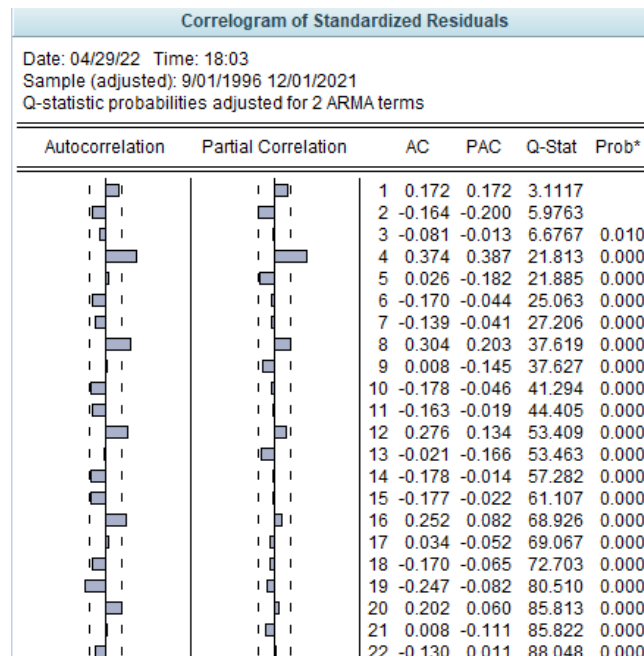 Correlogram of Standardized Residuals
Date: 04/29/22 Time: 18:03
Sample (adjusted): 9/01/1996 12/01/2021
Q-statistic probabilities adjusted for 2 ARMA terms
Autocorrelation Partial Correlation AC PAC Q-Stat Prob*
1 0.172 0.172 3.1117
2 -0.164 -0.200 5.9763
3 -0.081 -0.013 6.6767 0.010
4 0.374 0.387 21.813 0.000
5 0.026 -0.182 21.885 0.000
6 -0.170 -0.044 25.063 0.000
7 -0.139 -0.041 27.206 0.000
8 0.304 0.203 37.619 0.000
9 0.008 -0.145 37.627 0.000
10 -0.178 -0.046 41.294 0.000
11 -0.163 -0.019 44.405 0.000
12 0.276 0.134 53.409 0.000
13 -0.021 -0.166 53.463 0.000
14 -0.178 -0.014 57.282 0.000
15 -0.177 -0.022 61.107 0.000
16 0.252 0.082 68.926 0.000
17 0.034 -0.052 69.067 0.000
18 -0.170 -0.065 72.703 0.000
19 -0.247 -0.082 80.510 0.000
20 0.202 0.060 85.813 0.000
21 0.008 -0.111 85.822 0.000
22 -0.130 0.011 88.048 0.000